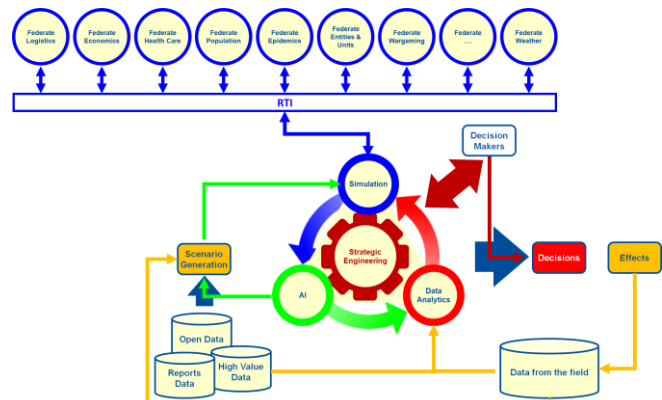 Federate
Logistics
Federate
Economics
Federate
Health Care
Federate
Population
Federate
Epidemics
Federate
Entities &
Units
Federate
Wargaming
Federate
....
Federate
Weather
RTI
Decision
Makers
Simulation
Scenario
Generation
Strategic
Engineering
Decisions
Effects
AI
Data
Analytics
Open Data
Reports
Data
High Value
Data
Data from the field